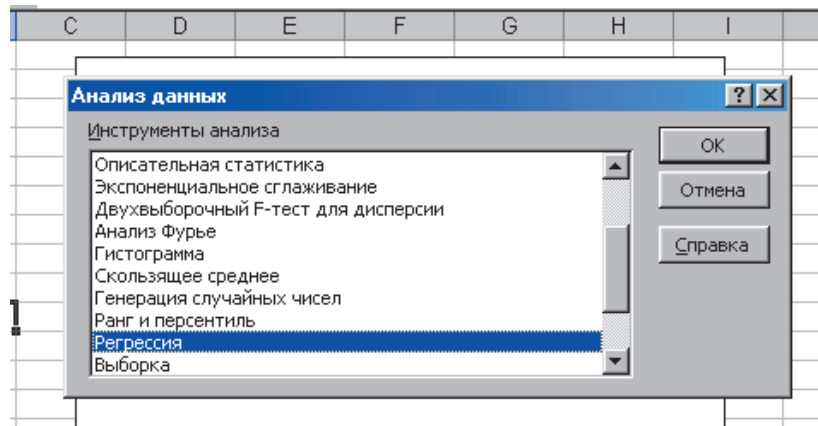 C D E F G H I
Анализ данных
Инструменты анализа
Описательная статистика
Экспоненциальное сглаживание
Двухвыборочный F-тест для дисперсии
Анализ Фурье
Гистограмма
Скользящее среднее
Генерация случайных чисел
Ранг и персентиль
Регрессия
Выборка
ОК
Отмена
Справка